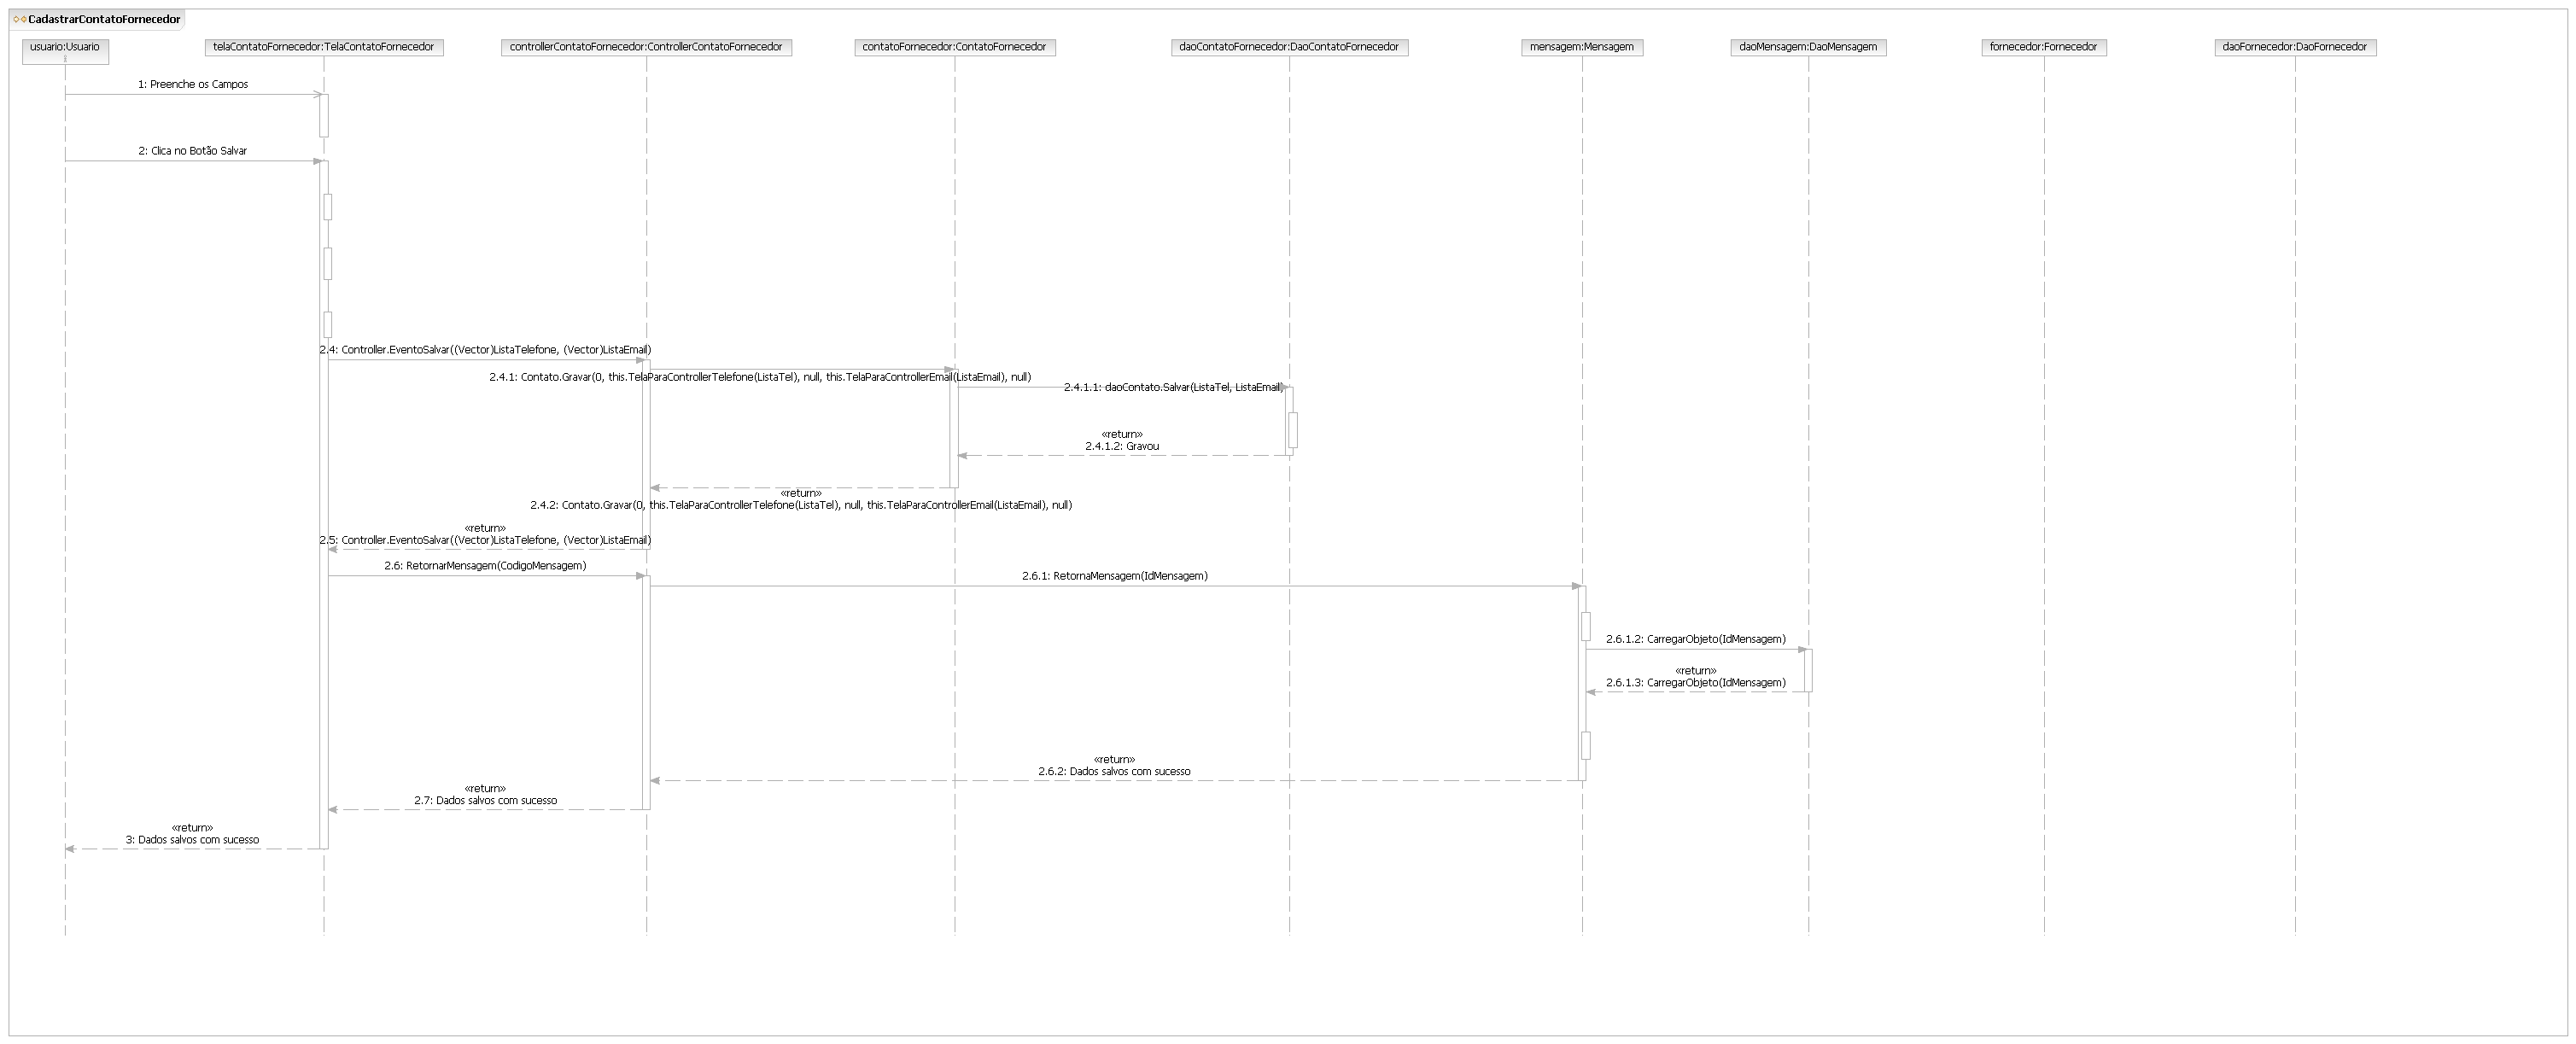 CadastrarContatoFornecedor
usuario:Usuario
telaContatoFornecedor:TelaContatoFornecedor
controllerContatoFornecedor:ControllerContatoFornecedor
contatoFornecedor:ContatoFornecedor
daoContatoFornecedor:DaoContatoFornecedor
mensagem:Mensagem
daoMensagem:DaoMensagem
fornecedor:Fornecedor
daoFornecedor:DaoFornecedor
1: Preenche os Campos
2: Clica no Botão Salvar
2.4: Controller.EventoSalvar((Vector)ListaTelefone, (Vector)ListaEmail)
2.4.1: Contato.Gravar(0, this.TelaParaControllerTelefone(ListaTel), null, this.TelaParaControllerEmail(ListaEmail), null)
2.4.1.1: daoContato.Salvar(ListaTel, ListaEmail)
«return»
2.4.1.2: Gravou
«return»
2.4.2: Contato.Gravar(0, this.TelaParaControllerTelefone(ListaTel), null, this.TelaParaControllerEmail(ListaEmail), null)
«return»
2.5: Controller.EventoSalvar((Vector)ListaTelefone, (Vector)ListaEmail)
2.6: RetornarMensagem(CodigoMensagem)
2.6.1: RetornaMensagem(IdMensagem)
2.6.1.2: CarregarObjeto(IdMensagem)
«return»
2.6.1.3: CarregarObjeto(IdMensagem)
«return»
2.6.2: Dados salvos com sucesso
«return»
2.7: Dados salvos com sucesso
«return»
3: Dados salvos com sucesso